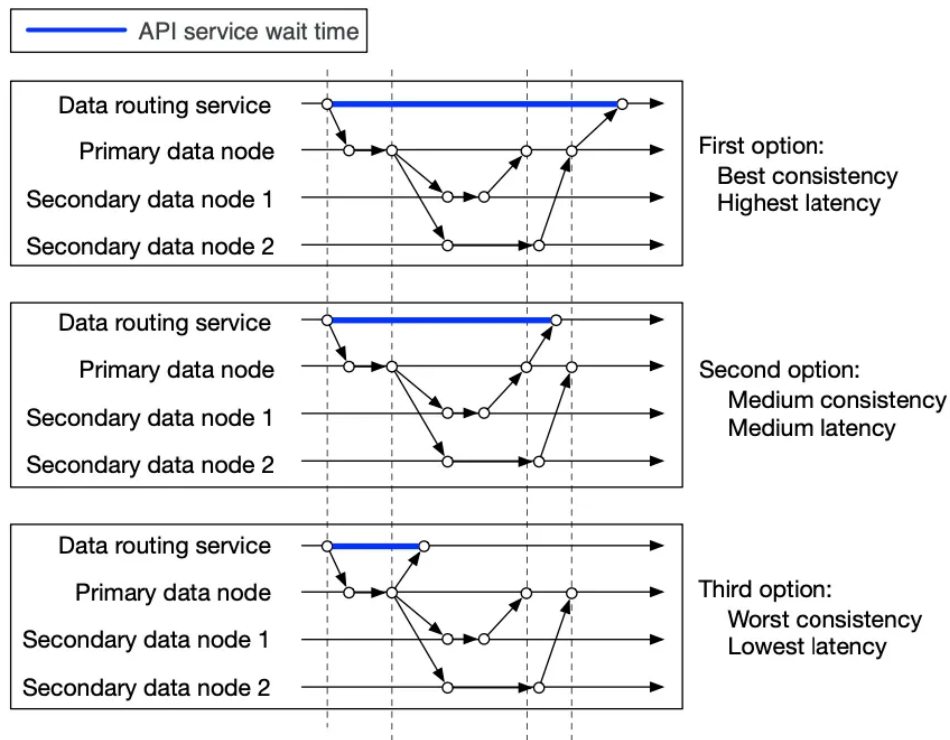 API service wait time
Data routing service
Primary data node
Secondary data node 1
Secondary data node 2
First option:
Best consistency
Highest latency
Data routing service
Primary data node
Secondary data node 1
Secondary data node 2
Second option:
Medium consistency
Medium latency
Data routing service
Primary data node
Secondary data node 1
Secondary data node 2
Third option:
Worst consistency
Lowest latency